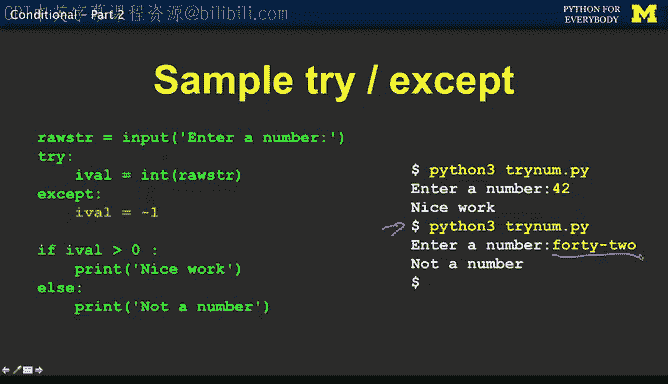 Conditional - Part 2
PYTHON FOR
EVERYBODY
M
Sample try / except
rawstr = input('Enter a number:')
try:
    ival = int(rawstr)
except:
    ival = -1
if ival > 0 :
    print('Nice work')
else:
    print('Not a number')
$ python3 trynum.py
Enter a number:42
Nice work
$ python3 trynum.py
Enter a number:forty-two
Not a number
$